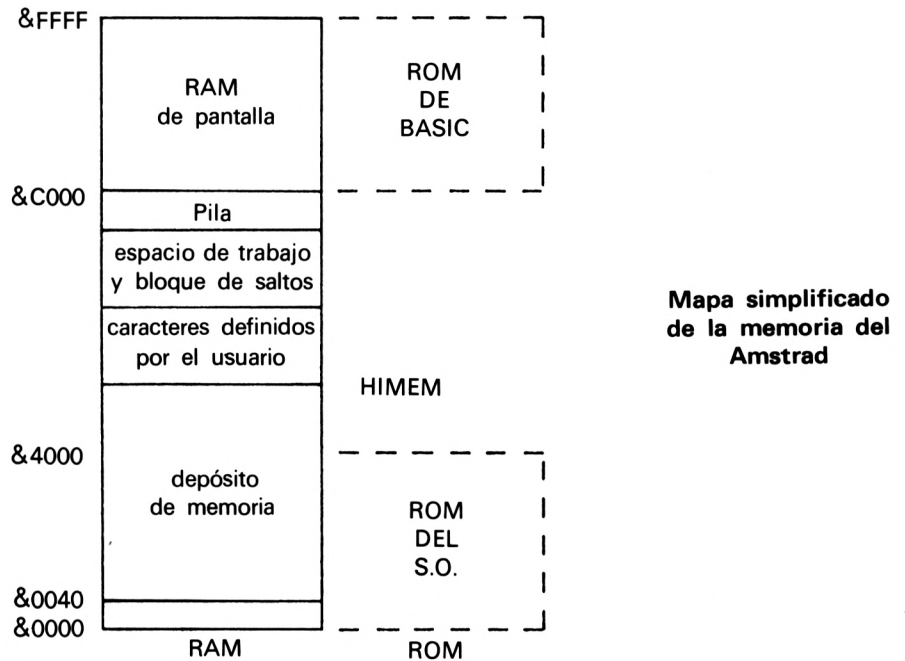 &FFFF
RAM
de pantalla
ROM
DE
BASIC
&C000
Pila
espacio de trabajo
y bloque de saltos
caracteres definidos
por el usuario
HIMEM
Mapa simplificado
de la memoria del
Amstrad
&4000
depósito
de memoria
ROM
DEL
S.O.
&0040
&0000
RAM
ROM